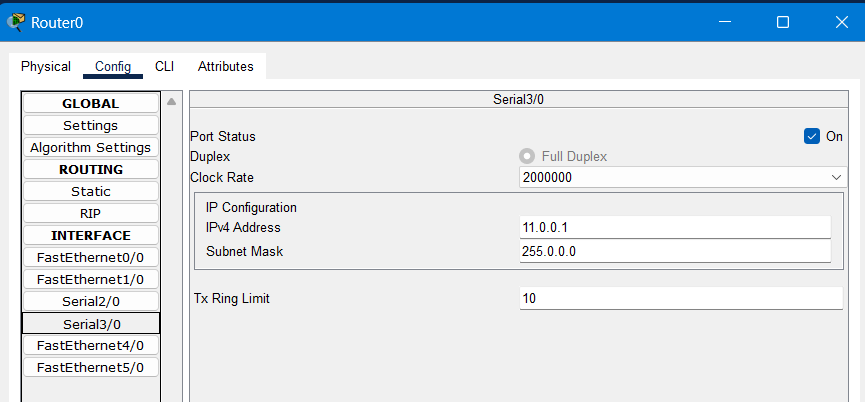 Router0
Physical Config CLI Attributes
GLOBAL
Settings
Algorithm Settings
ROUTING
Static
RIP
INTERFACE
FastEthernet0/0
FastEthernet1/0
Serial2/0
Serial3/0
FastEthernet4/0
FastEthernet5/0
Serial3/0
Port Status On
Duplex Full Duplex
Clock Rate 2000000
IP Configuration
IPv4 Address 11.0.0.1
Subnet Mask 255.0.0.0
Tx Ring Limit 10